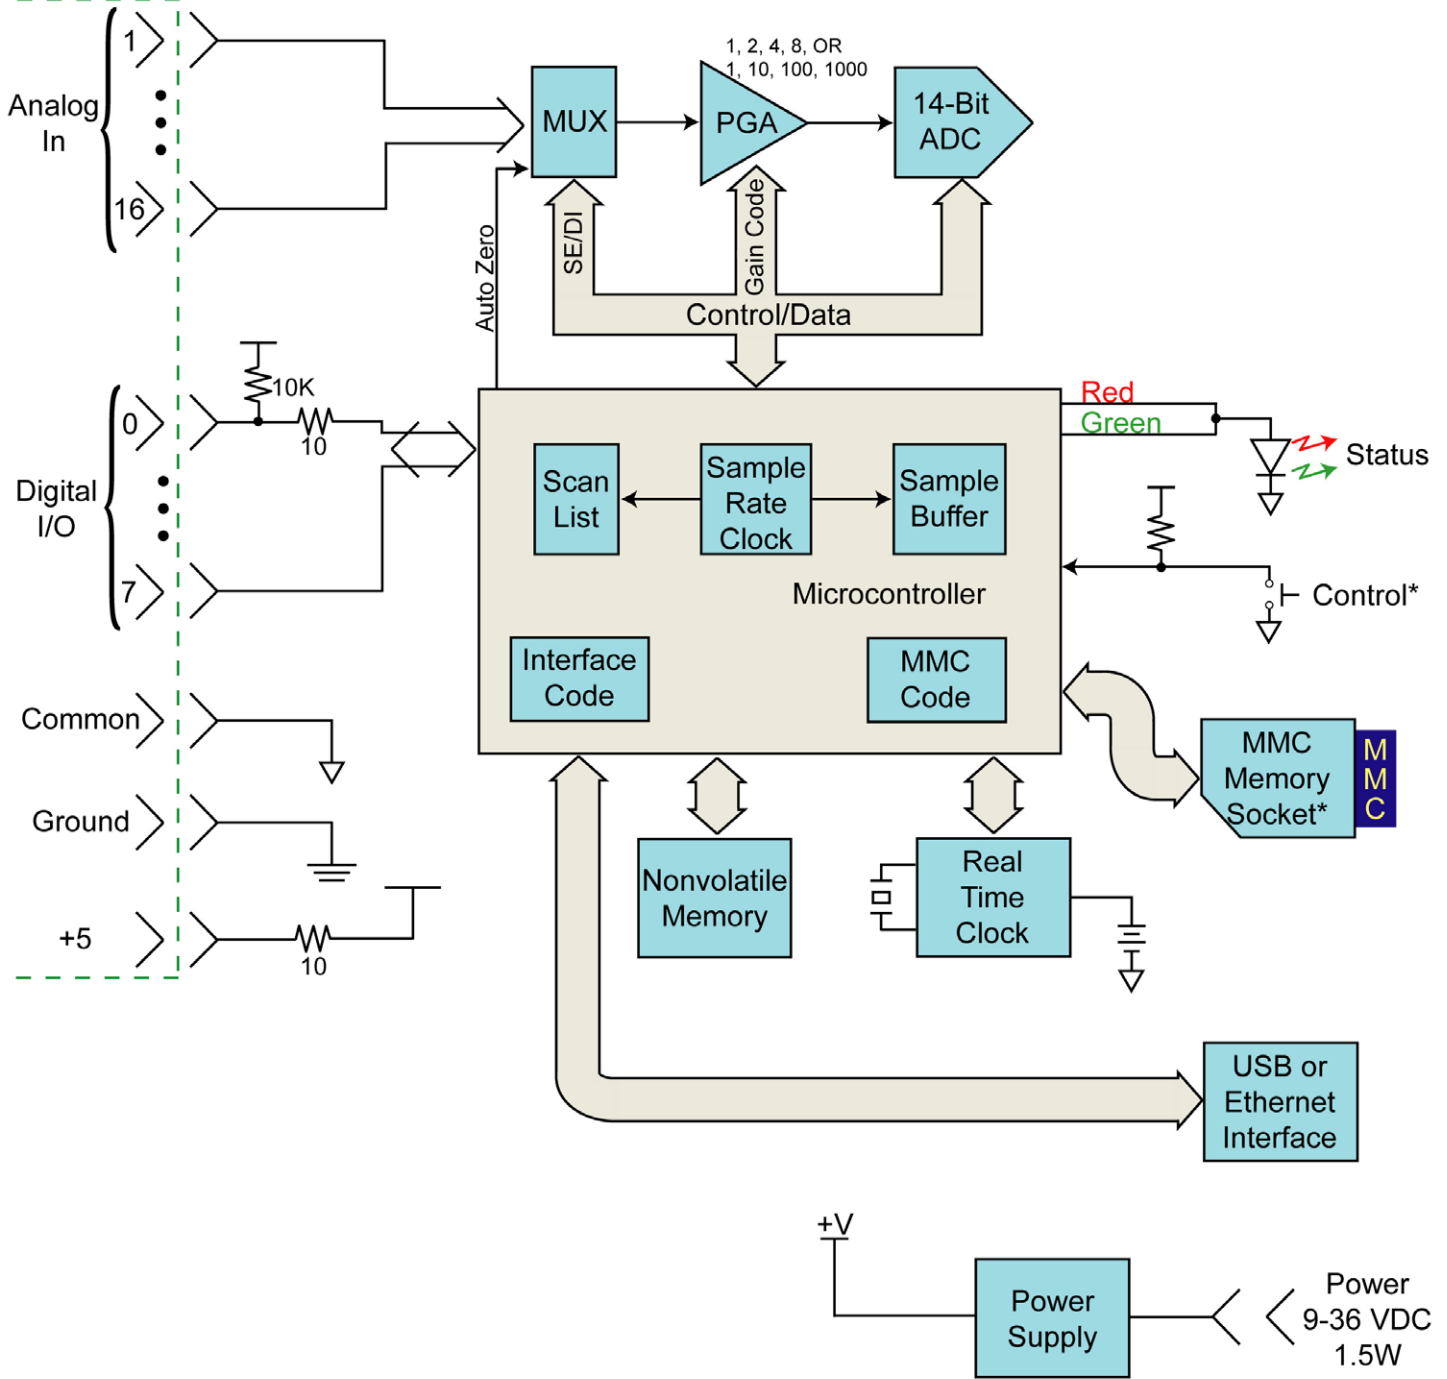 1, 2, 4, 8, OR
1, 10, 100, 1000
1
Analog
In
16
MUX
PGA
14-Bit
ADC
SE/DI
Gain Code
Auto Zero
Control/Data
10K
10
0
Digital
I/O
7
Red
Green
Status
Scan
List
Sample
Rate
Clock
Sample
Buffer
Microcontroller
Control*
Interface
Code
MMC
Code
Common
Ground
+5
10
MMC
Memory
Socket*
M
M
C
Nonvolatile
Memory
Real
Time
Clock
USB or
Ethernet
Interface
+V
Power
Supply
Power
9-36 VDC
1.5W